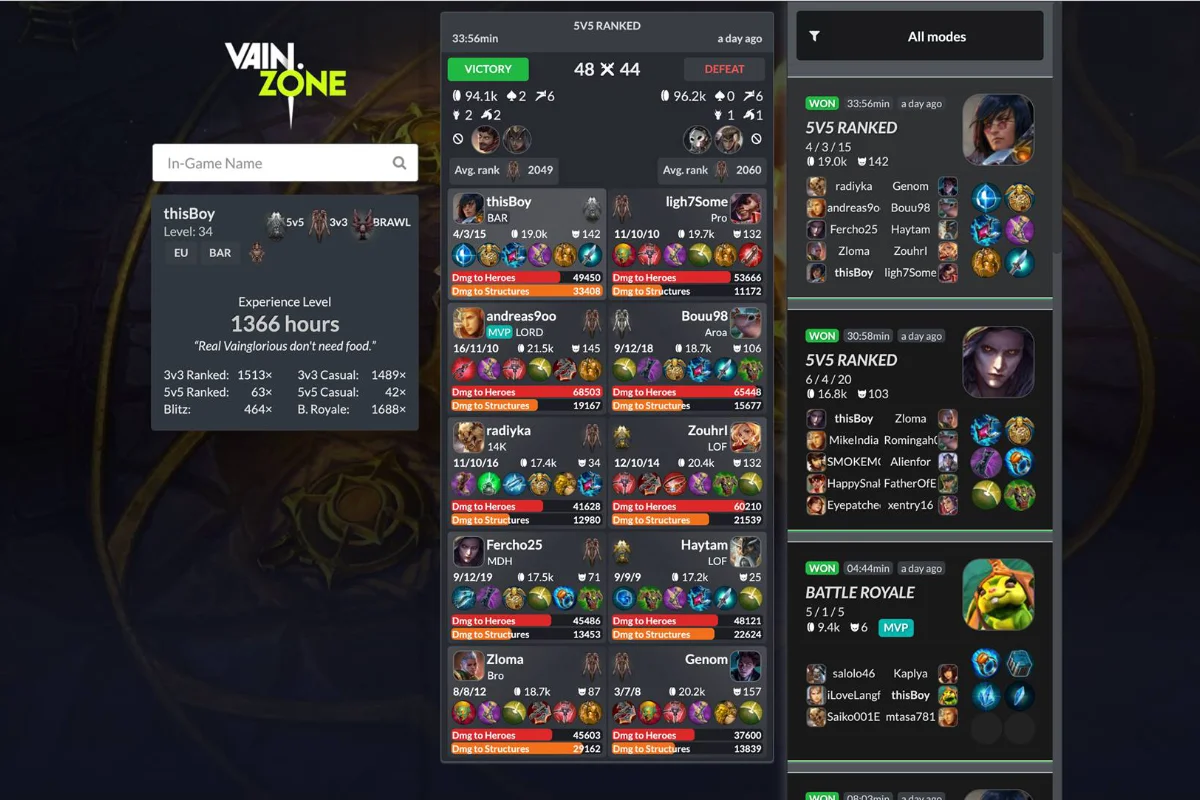 VAIN.
ZONE
In-Game Name
thisBoy
Level: 34
5v5 3v3 BRAWL
EU BAR
Experience Level
1366 hours
“Real Vainglorious don't need food.”
3v3 Ranked: 1513× 3v3 Casual: 1489×
5v5 Ranked: 63× 5v5 Casual: 42×
Blitz: 464× B. Royale: 1688×
5V5 RANKED
33:56min a day ago
VICTORY 48 44 DEFEAT
94.1k 2 6 96.2k 0 6
2 2 1 1
Avg. rank 2049 Avg. rank 2060
thisBoy ligh7Some
BAR Pro
4/3/15 19.0k 142 11/10/10 19.7k 132
Dmg to Heroes 49450 Dmg to Heroes 53666
Dmg to Structures 33408 Dmg to Structures 11172
andreas9oo Bouu98
MVP LORD Aroa
16/11/10 21.5k 145 9/12/18 18.7k 106
Dmg to Heroes 68503 Dmg to Heroes 65448
Dmg to Structures 19167 Dmg to Structures 15677
radiyka Zouhrl
14K LOF
11/10/16 17.4k 34 12/10/14 20.4k 132
Dmg to Heroes 41628 Dmg to Heroes 60210
Dmg to Structures 12980 Dmg to Structures 21539
Fercho25 Haytam
MDH LOF
9/12/19 17.5k 71 9/9/9 17.2k 25
Dmg to Heroes 45486 Dmg to Heroes 48121
Dmg to Structures 13453 Dmg to Structures 22624
Zloma Genom
Bro
8/8/12 18.7k 87 3/7/8 20.2k 157
Dmg to Heroes 45603 Dmg to Heroes 37600
Dmg to Structures 29162 Dmg to Structures 13839
All modes
WON 33:56min a day ago
5V5 RANKED
4 / 3 / 15
19.0k 142
radiyka Genom
andreas9o Bouu98
Fercho25 Haytam
Zloma Zouhrl
thisBoy ligh7Some
WON 30:58min a day ago
5V5 RANKED
6 / 4 / 20
16.8k 103
thisBoy Zloma
MikeIndia Romingah
SMOKEM Alienfor
HappySnal FatherOfE
Eyepatche xentry16
WON 04:44min a day ago
BATTLE ROYALE
5 / 1 / 5
9.4k 6 MVP
salolo46 Kaplya
iLoveLangf thisBoy
Saiko001E mtasa781
WON 08:03min a day ago